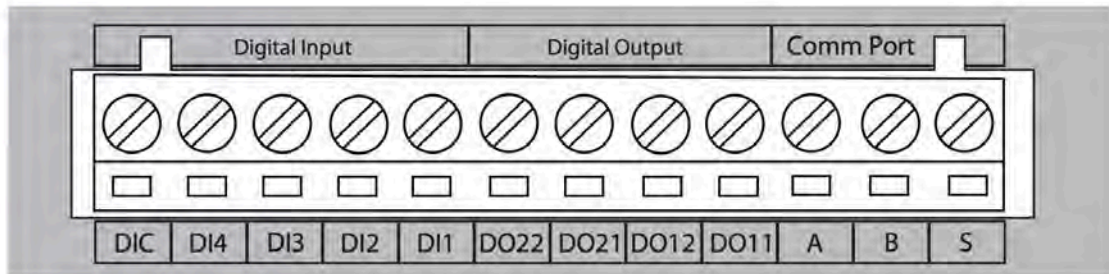 Digital Input Digital Output Comm Port
DIC DI4 DI3 DI2 DI1 DO22 DO21 DO12 DO11 A B S